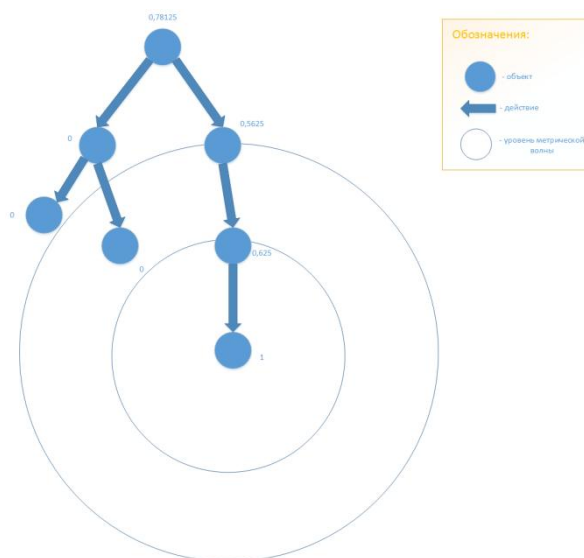 0,78125
Обозначения:
- объект
- действие
- уровень метрической
волны
0
0,5625
0
0
0,625
1